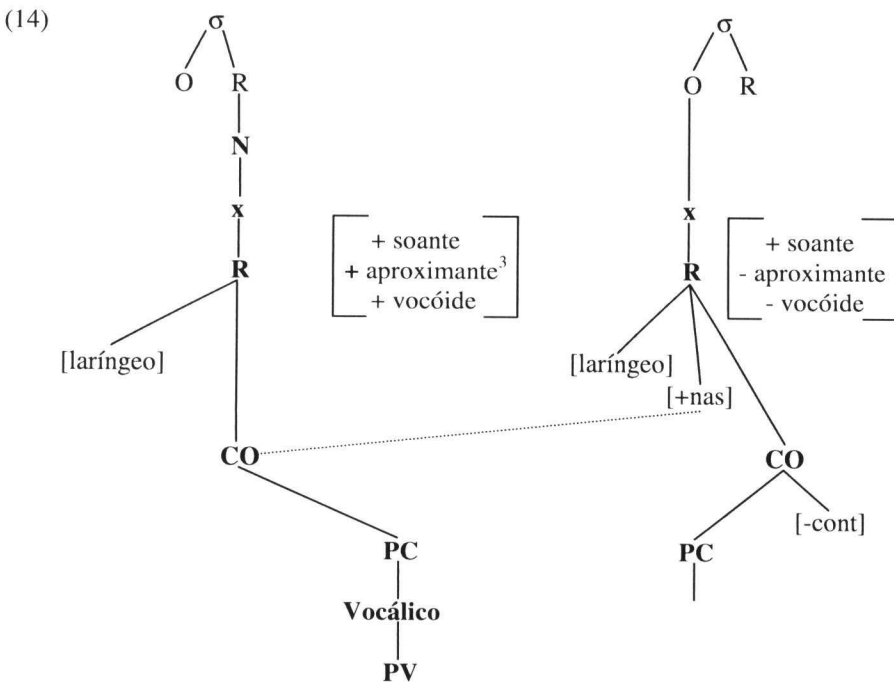 (14)
σ σ
O R O R
N
x x
+ soante + soante
R + aproximante³ R - aproximante
+ vocóide - vocóide
[laríngeo] [laríngeo]
[+nas]
CO CO
[-cont]
PC PC
Vocálico
PV